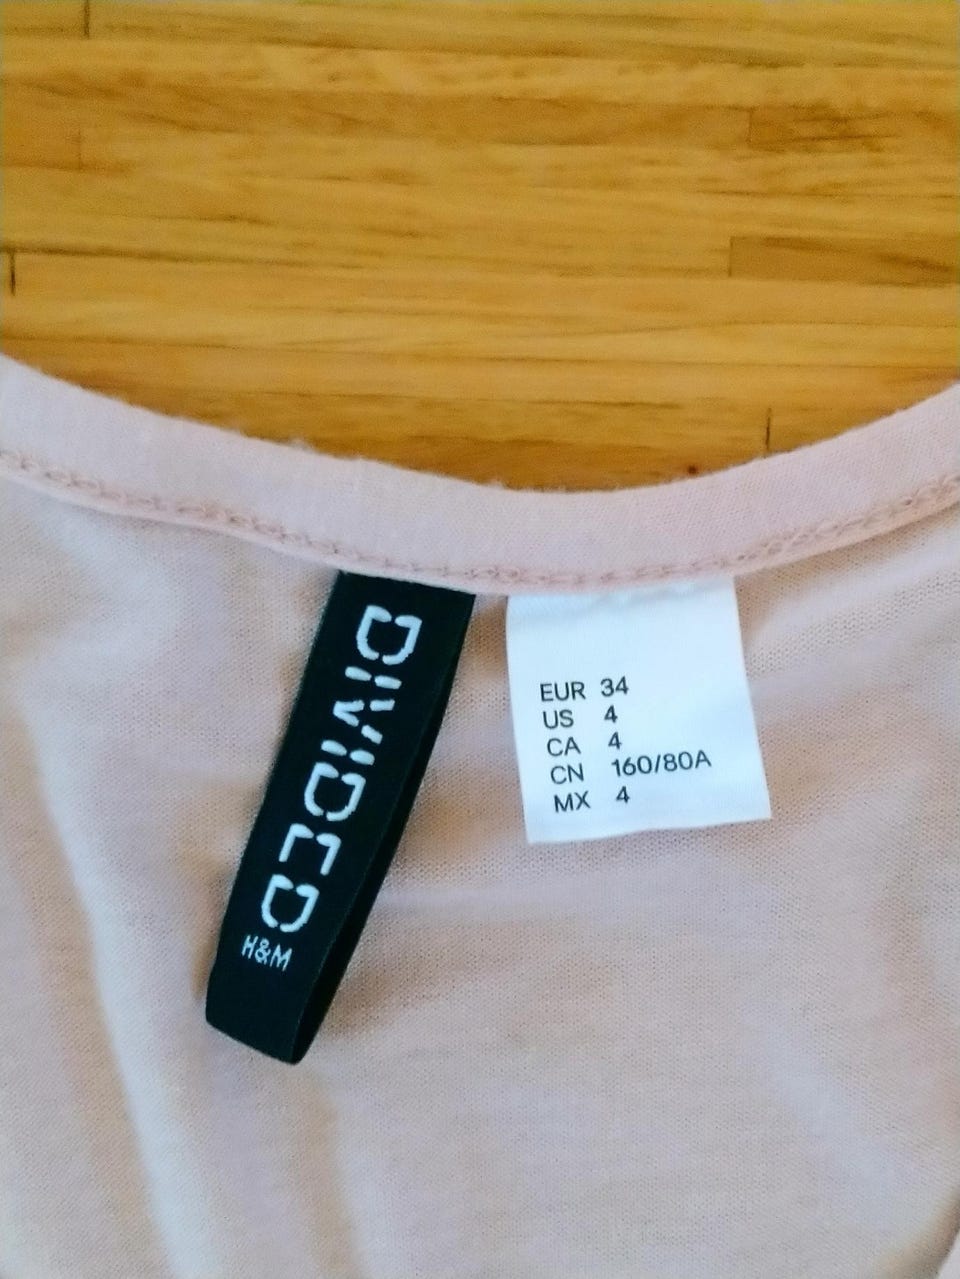 DIVIDED
H&M
EUR 34
US 4
CA 4
CN 160/80A
MX 4